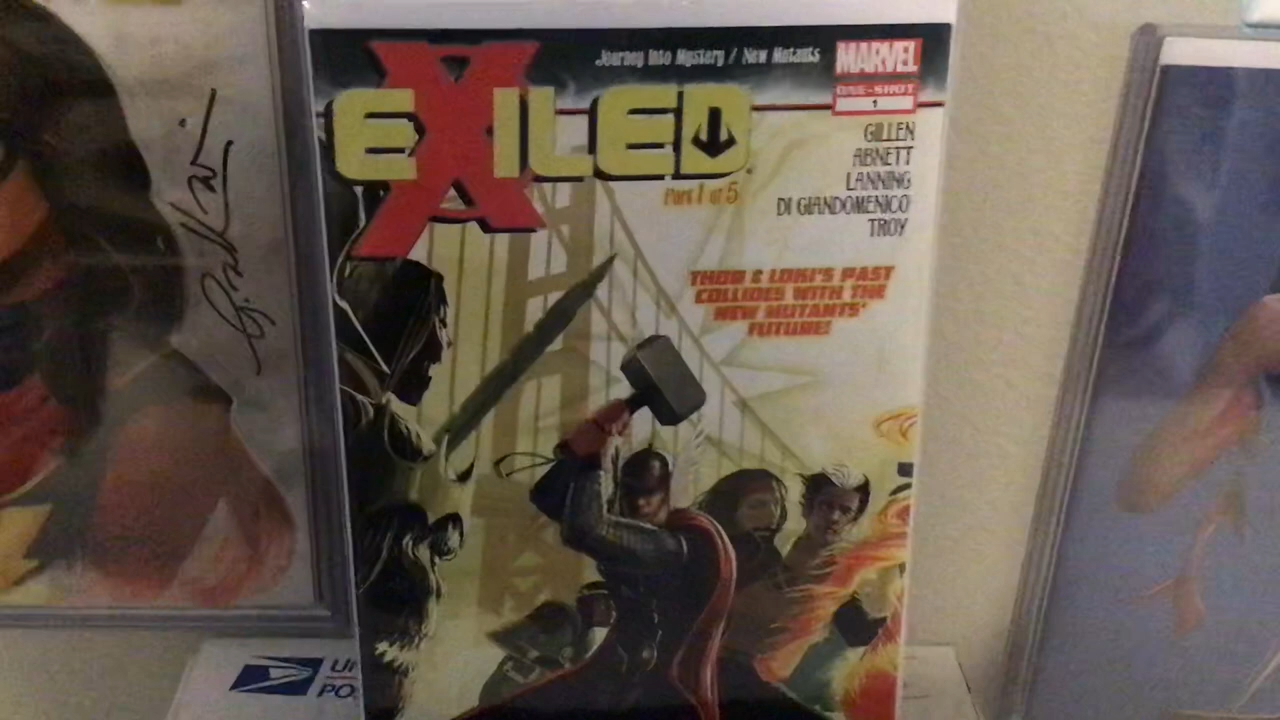 Journey Into Mystery / New Mutants
MARVEL
ONE-SHOT
1
EXILED
Part 1 of 5
GILLEN
ABNETT
LANNING
DI GIANDOMENICO
TROY
THOR & LOKI'S PAST
COLLIDES WITH THE
NEW MUTANTS'
FUTURE!
UN
PO